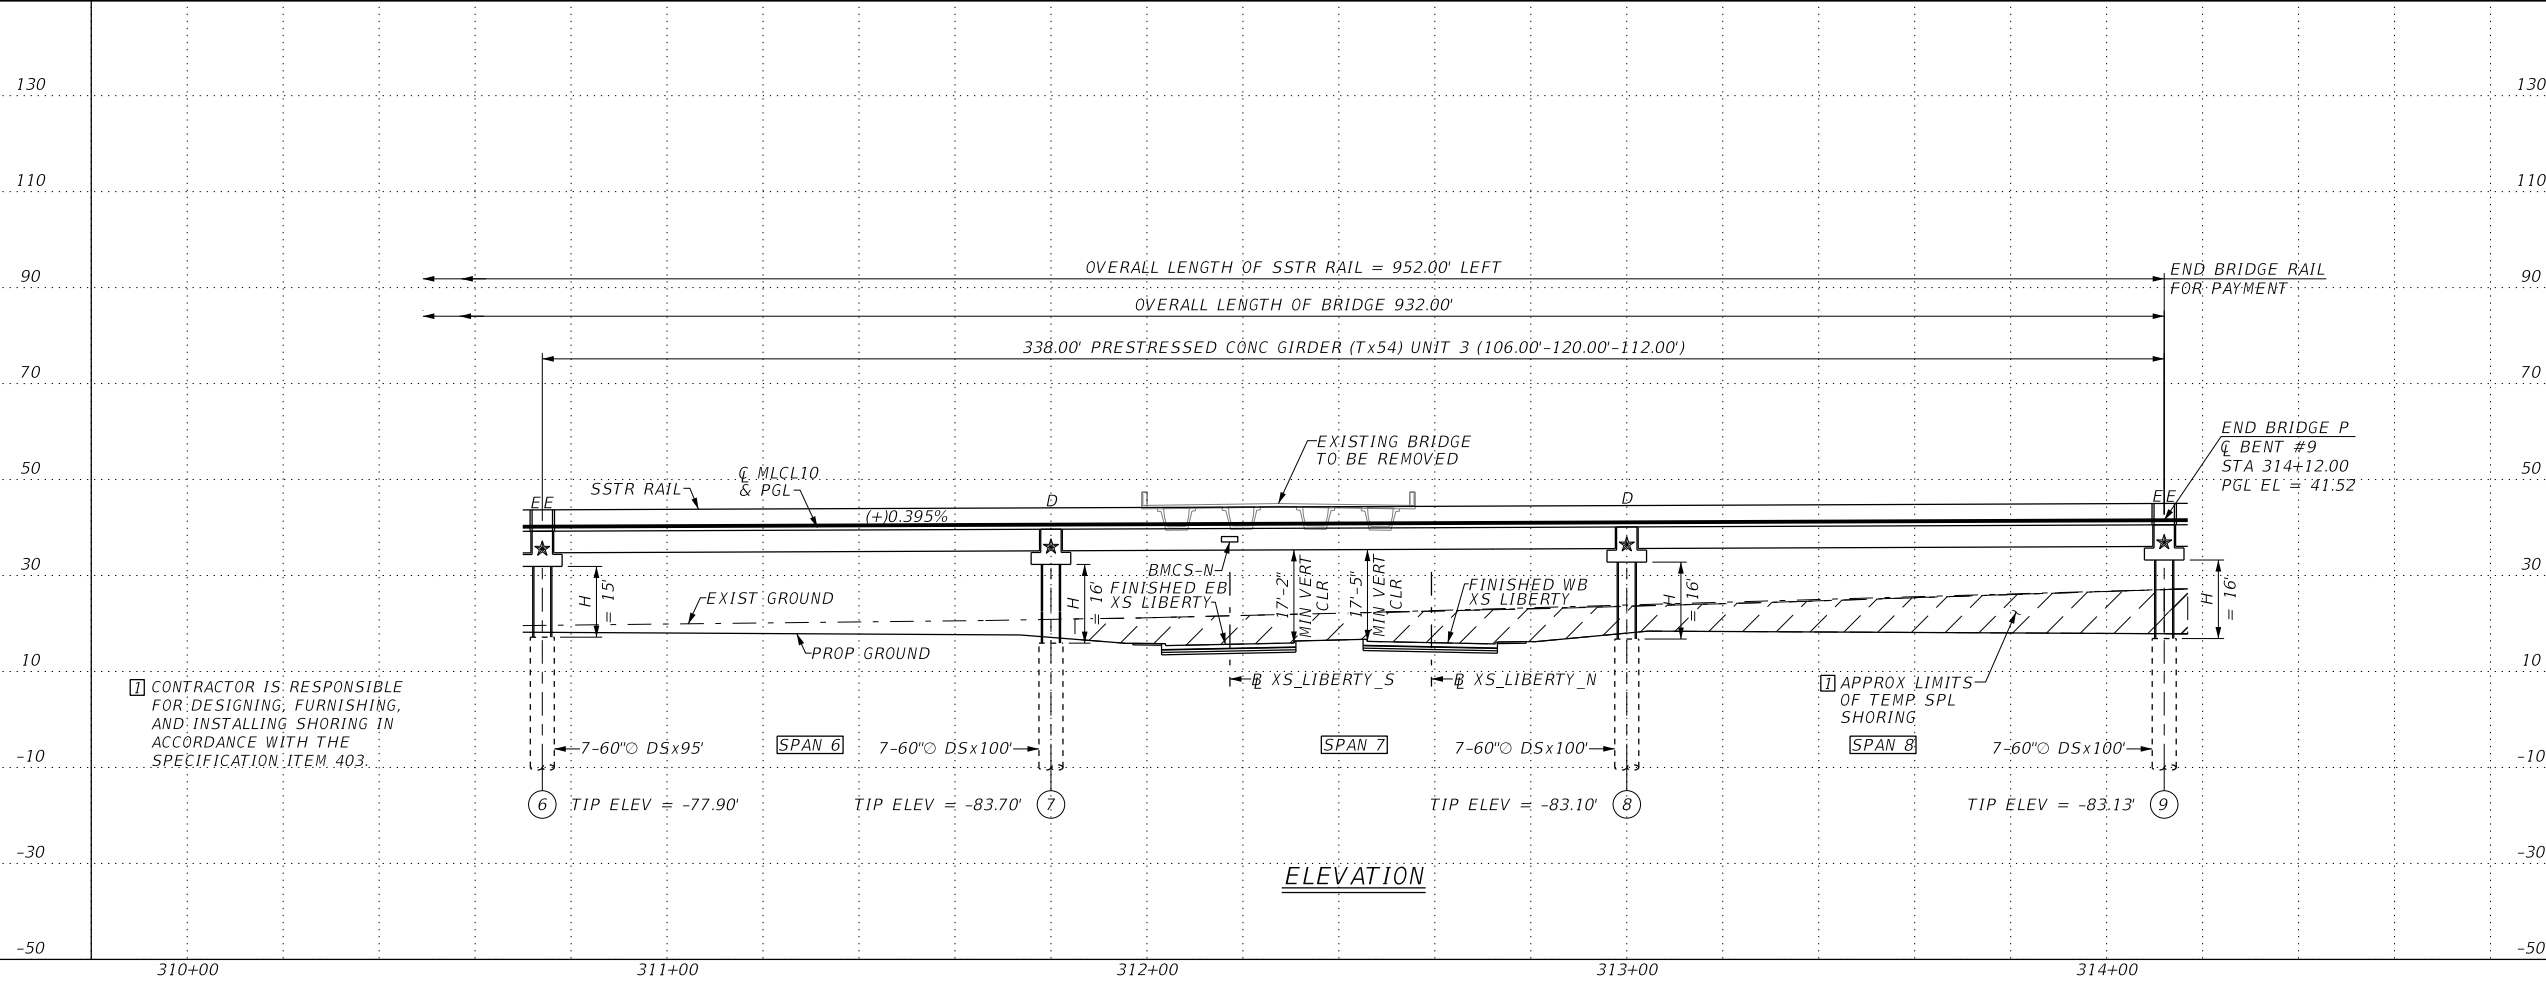 130
130
110
110
90
90
70
70
50
50
30
30
10
10
-10
-10
-30
-30
-50
-50
OVERALL LENGTH OF SSTR RAIL = 952.00' LEFT
END BRIDGE RAIL
FOR PAYMENT
OVERALL LENGTH OF BRIDGE 932.00'
338.00' PRESTRESSED CONC GIRDER (Tx54) UNIT 3 (106.00'-120.00'-112.00')
EXISTING BRIDGE
TO BE REMOVED
END BRIDGE P
℄ BENT #9
STA 314+12.00
PGL EL = 41.52
℄ MLCL10
& PGL
SSTR RAIL
E E
D
D
E E
(+)0.395%
BMCS-N
FINISHED EB
XS LIBERTY
17'-2"
MIN VERT
CLR
17'-5"
MIN VERT
CLR
FINISHED WB
XS LIBERTY
H
= 15'
H
= 16'
H
= 16'
H
= 16'
EXIST GROUND
PROP GROUND
BL XS_LIBERTY_S
BL XS_LIBERTY_N
1 CONTRACTOR IS RESPONSIBLE
FOR DESIGNING, FURNISHING,
AND INSTALLING SHORING IN
ACCORDANCE WITH THE
SPECIFICATION ITEM 403.
1 APPROX LIMITS
OF TEMP SPL
SHORING
7-60"∅ DSx95'
SPAN 6
7-60"∅ DSx100'
SPAN 7
7-60"∅ DSx100'
SPAN 8
7-60"∅ DSx100'
6 TIP ELEV = -77.90'
TIP ELEV = -83.70' 7
TIP ELEV = -83.10' 8
TIP ELEV = -83.13' 9
ELEVATION
310+00
311+00
312+00
313+00
314+00